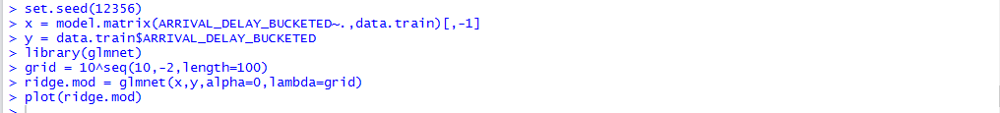 > set.seed(12356)
> x = model.matrix(ARRIVAL_DELAY_BUCKETED~.,data.train)[,-1]
> y = data.train$ARRIVAL_DELAY_BUCKETED
> library(glmnet)
> grid = 10^seq(10,-2,length=100)
> ridge.mod = glmnet(x,y,alpha=0,lambda=grid)
> plot(ridge.mod)
>